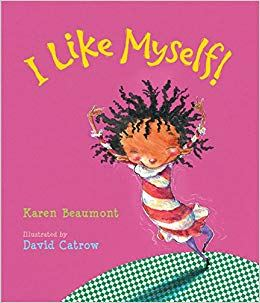 I Like Myself!
Karen Beaumont
Illustrated by
David Catrow